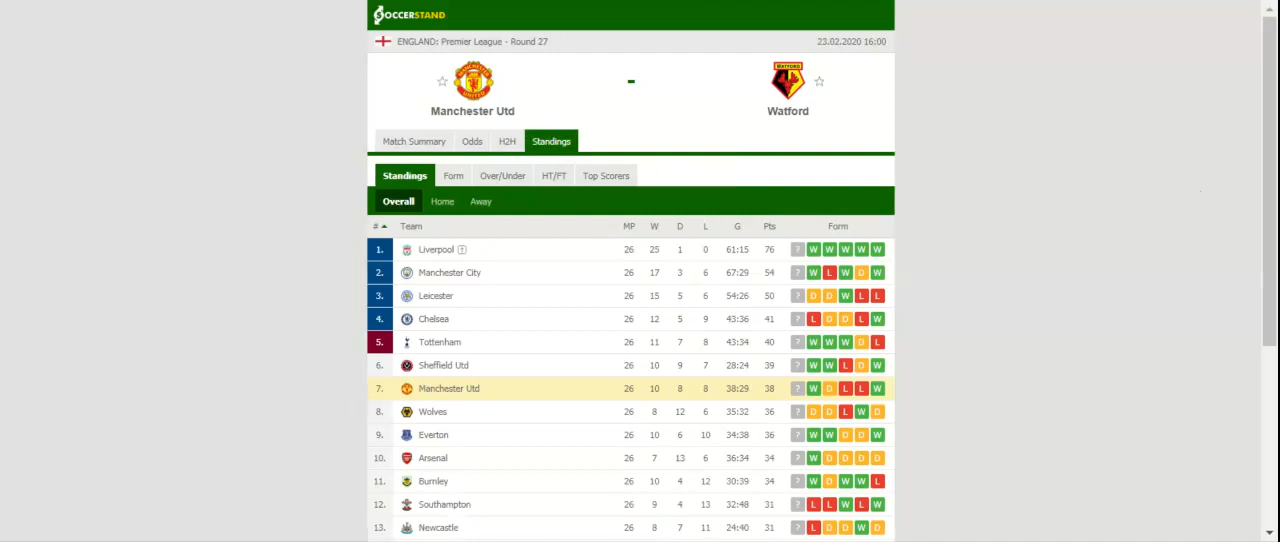 SOCCERSTAND
ENGLAND: Premier League - Round 27 23.02.2020 16:00
WATFORD
Manchester Utd - Watford
Match Summary Odds H2H Standings
Standings Form Over/Under HT/FT Top Scorers
Overall Home Away
# Team MP W D L G Pts Form
1. Liverpool 26 25 1 0 61:15 76 ? W W W W W
2. Manchester City 26 17 3 6 67:29 54 ? W L W D W
3. Leicester 26 15 5 6 54:26 50 ? D D W L L
4. Chelsea 26 12 5 9 43:36 41 ? L D D L W
5. Tottenham 26 11 7 8 43:34 40 ? W W W D L
6. Sheffield Utd 26 10 9 7 28:24 39 ? W W L D W
7. Manchester Utd 26 10 8 8 38:29 38 ? W D L L W
8. Wolves 26 8 12 6 35:32 36 ? D D L W D
9. Everton 26 10 6 10 34:38 36 ? W W D D W
10. Arsenal 26 7 13 6 36:34 34 ? W D D D D
11. Burnley 26 10 4 12 30:39 34 ? W D W W L
12. Southampton 26 9 4 13 32:48 31 ? L L W L W
13. Newcastle 26 8 7 11 24:40 31 ? L D D W D